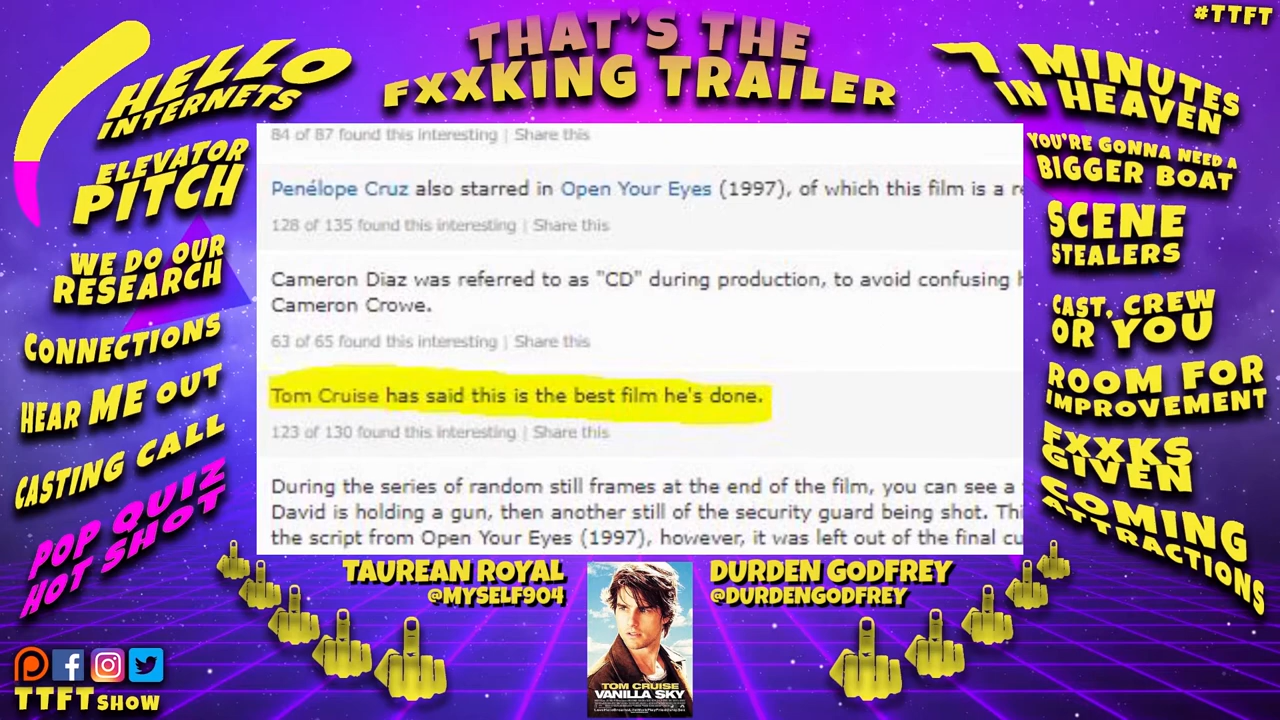 #TTFT
THAT'S THE
FXXKING TRAILER
HELLO
INTERNETS
ELEVATOR
PITCH
WE DO OUR
RESEARCH
CONNECTIONS
HEAR ME OUT
CASTING CALL
POP QUIZ
HOT SHOT
84 of 87 found this interesting | Share this
Penélope Cruz also starred in Open Your Eyes (1997), of which this film is a re
128 of 135 found this interesting | Share this
Cameron Diaz was referred to as "CD" during production, to avoid confusing h
Cameron Crowe.
63 of 65 found this interesting | Share this
Tom Cruise has said this is the best film he's done.
123 of 130 found this interesting | Share this
During the series of random still frames at the end of the film, you can see a
David is holding a gun, then another still of the security guard being shot. Thi
the script from Open Your Eyes (1997), however, it was left out of the final cu
7 MINUTES
IN HEAVEN
YOU'RE GONNA NEED A
BIGGER BOAT
SCENE
STEALERS
CAST, CREW
OR YOU
ROOM FOR
IMPROVEMENT
FXXKS
GIVEN
COMING
ATTRACTIONS
TAUREAN ROYAL
@MYSELF904
DURDEN GODFREY
@DURDENGODFREY
TOM CRUISE
VANILLA SKY
TTFT SHOW